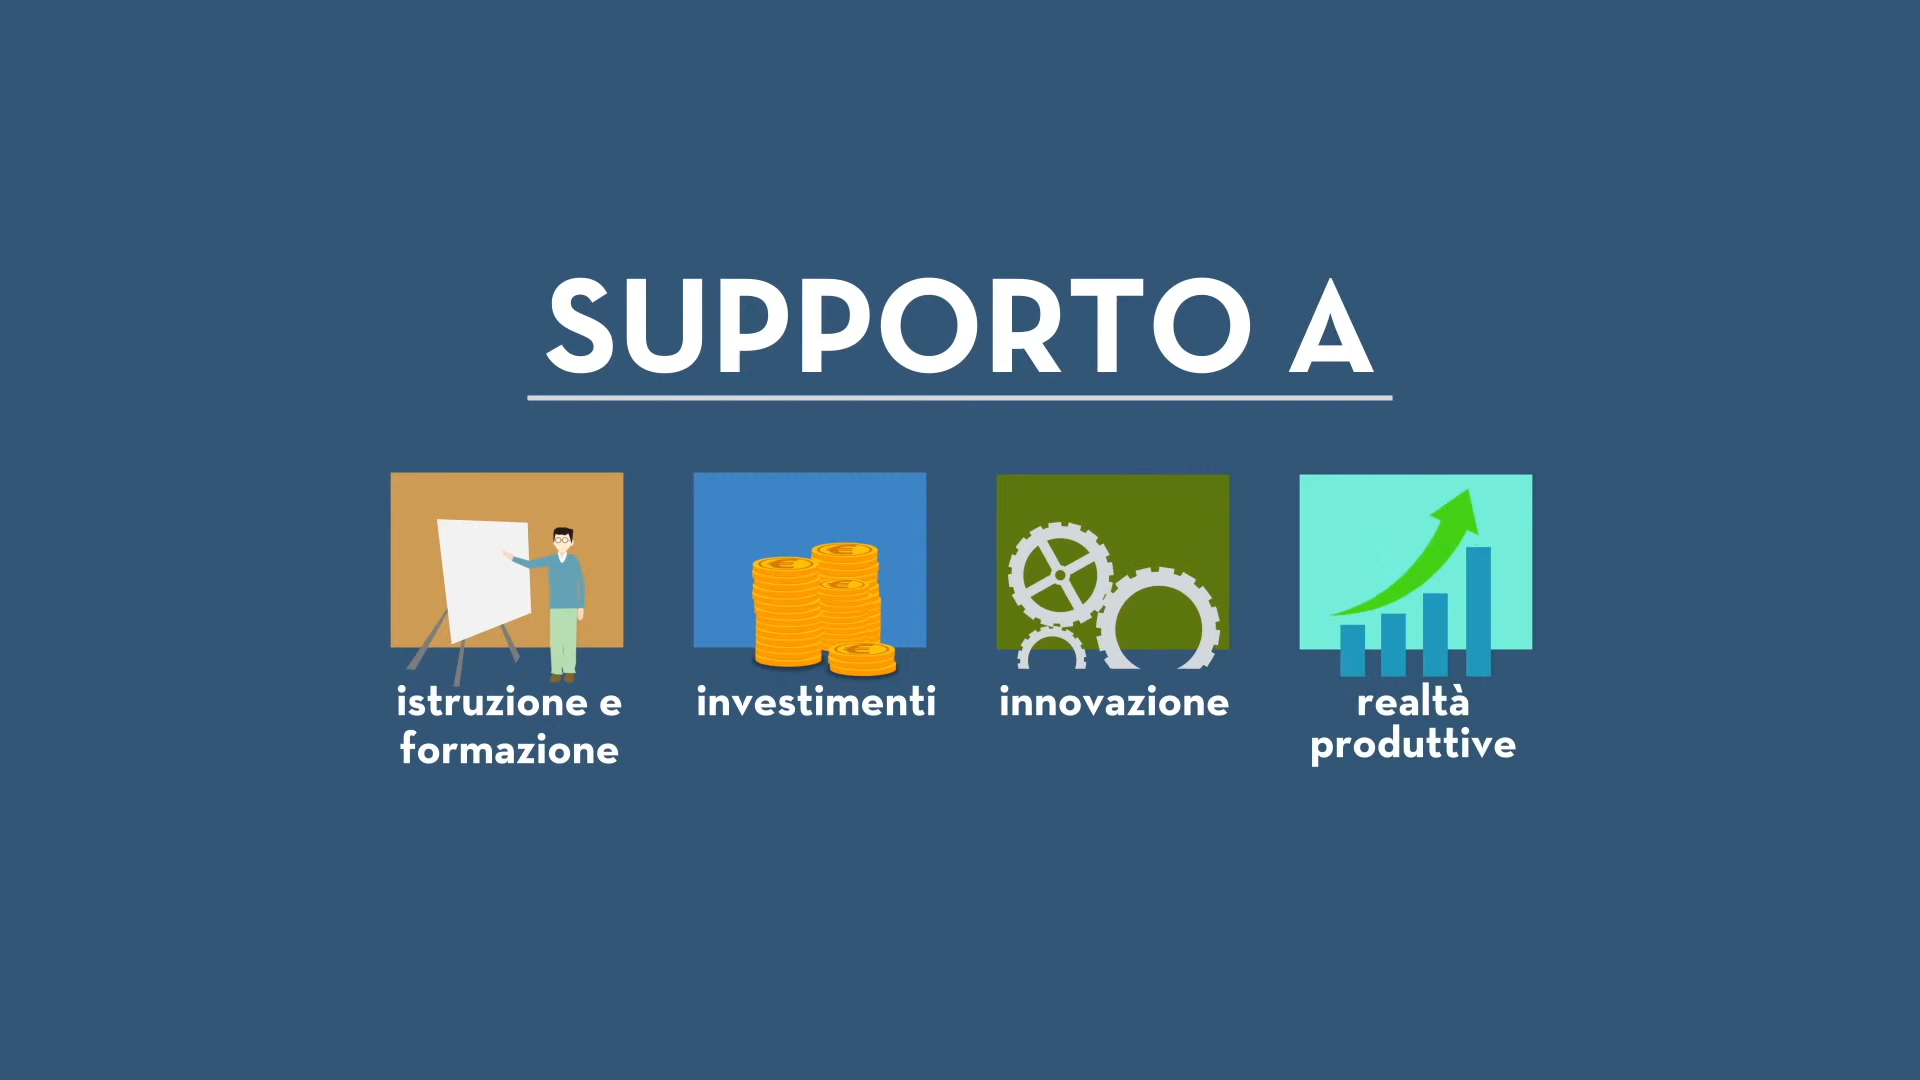 SUPPORTO A
istruzione e
formazione
investimenti
innovazione
realtà
produttive